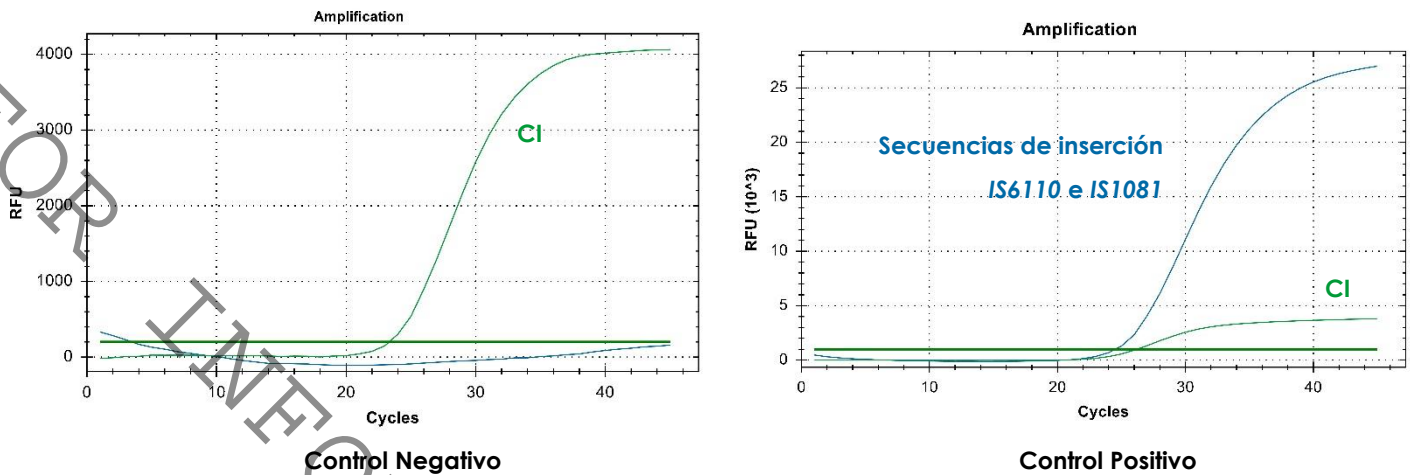 Amplification
4000
3000
2000
1000
0
RFU
CI
0
10
20
30
40
Cycles
Control Negativo
Amplification
25
20
15
10
5
0
RFU (10^3)
Secuencias de inserción
IS6110 e IS1081
CI
0
10
20
30
40
Cycles
Control Positivo
TOR
INFO